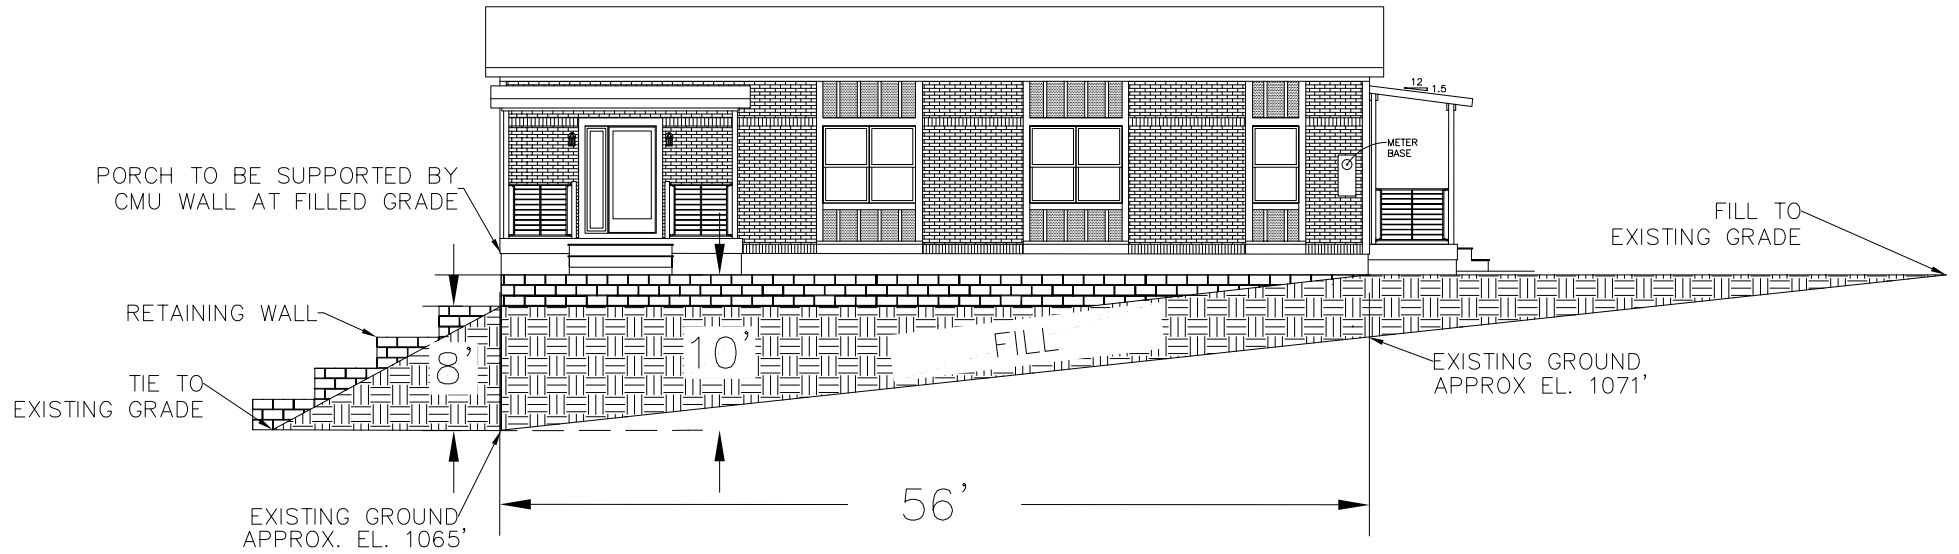 12
1.5
METER
BASE
PORCH TO BE SUPPORTED BY
CMU WALL AT FILLED GRADE
FILL TO
EXISTING GRADE
RETAINING WALL
8'
10'
FILL
TIE TO
EXISTING GRADE
EXISTING GROUND
APPROX EL. 1071'
56'
EXISTING GROUND
APPROX. EL. 1065'